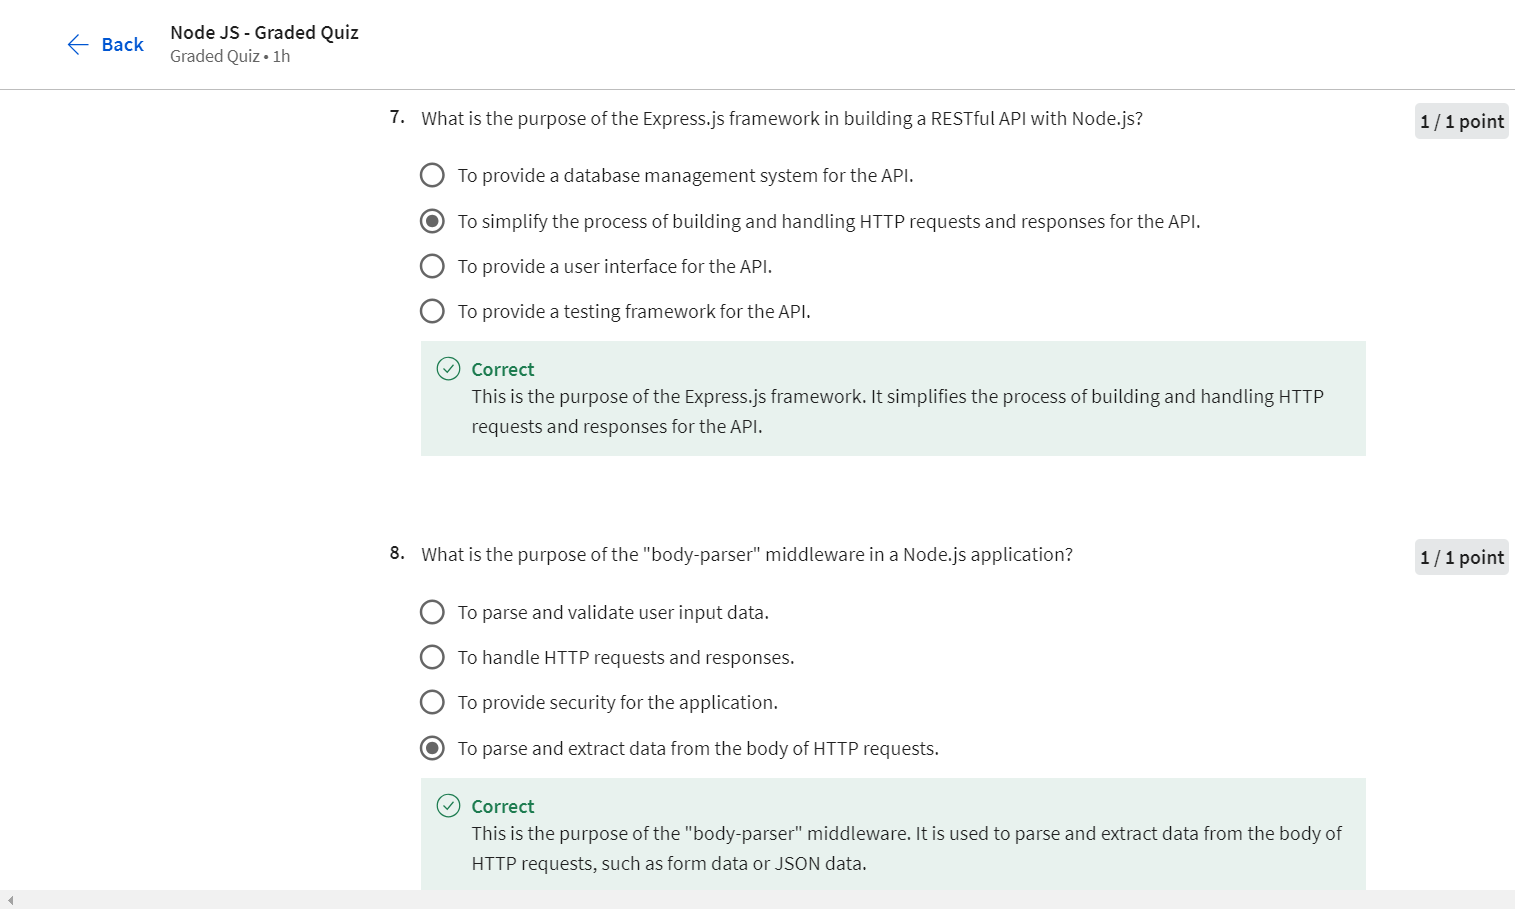 Back
Node JS - Graded Quiz
Graded Quiz • 1h
7. What is the purpose of the Express.js framework in building a RESTful API with Node.js?
1 / 1 point
To provide a database management system for the API.
To simplify the process of building and handling HTTP requests and responses for the API.
To provide a user interface for the API.
To provide a testing framework for the API.
Correct
This is the purpose of the Express.js framework. It simplifies the process of building and handling HTTP
requests and responses for the API.
8. What is the purpose of the "body-parser" middleware in a Node.js application?
1 / 1 point
To parse and validate user input data.
To handle HTTP requests and responses.
To provide security for the application.
To parse and extract data from the body of HTTP requests.
Correct
This is the purpose of the "body-parser" middleware. It is used to parse and extract data from the body of
HTTP requests, such as form data or JSON data.